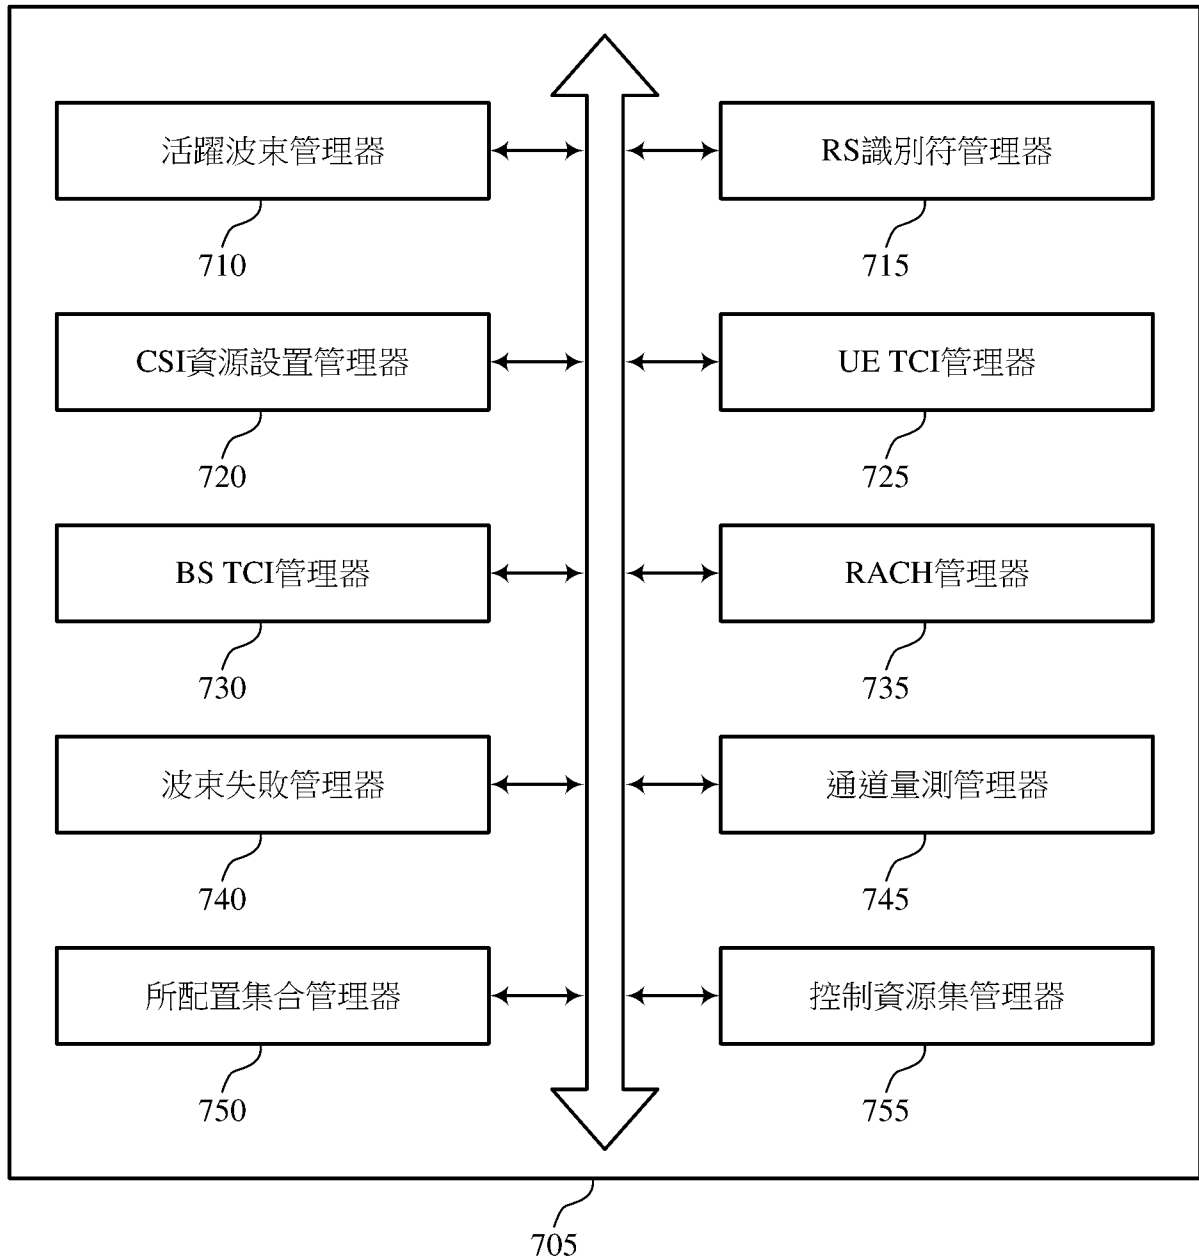 活躍波束管理器
RS識別符管理器
710
715
CSI資源設置管理器
UE TCI管理器
720
725
BS TCI管理器
RACH管理器
730
735
波束失敗管理器
通道量測管理器
740
745
所配置集合管理器
控制資源集管理器
750
755
705